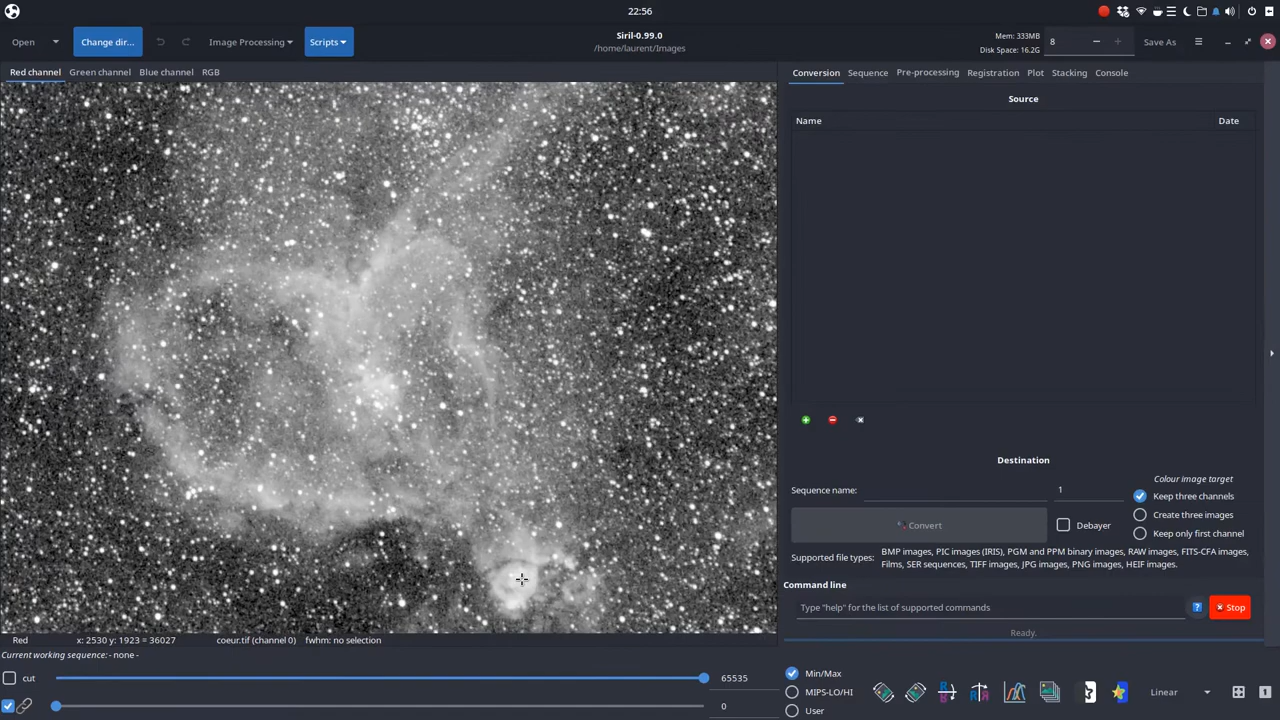 22:56
Open
Change dir...
Image Processing
Scripts
Siril-0.99.0
/home/laurent/Images
Mem: 333MB
Disk Space: 16.2G
8
Save As
Red channel
Green channel
Blue channel
RGB
Conversion
Sequence
Pre-processing
Registration
Plot
Stacking
Console
Source
Name
Date
Destination
Sequence name:
1
Colour image target
Keep three channels
Create three images
Keep only first channel
Convert
Debayer
Supported file types:
BMP images, PIC images (IRIS), PGM and PPM binary images, RAW images, FITS-CFA images,
Films, SER sequences, TIFF images, JPG images, PNG images, HEIF images.
Command line
Type "help" for the list of supported commands
?
Stop
Ready.
Red
x: 2530 y: 1923 = 36027
coeur.tif (channel 0)
fwhm: no selection
Current working sequence: - none -
cut
65535
0
Min/Max
MIPS-LO/HI
User
Linear